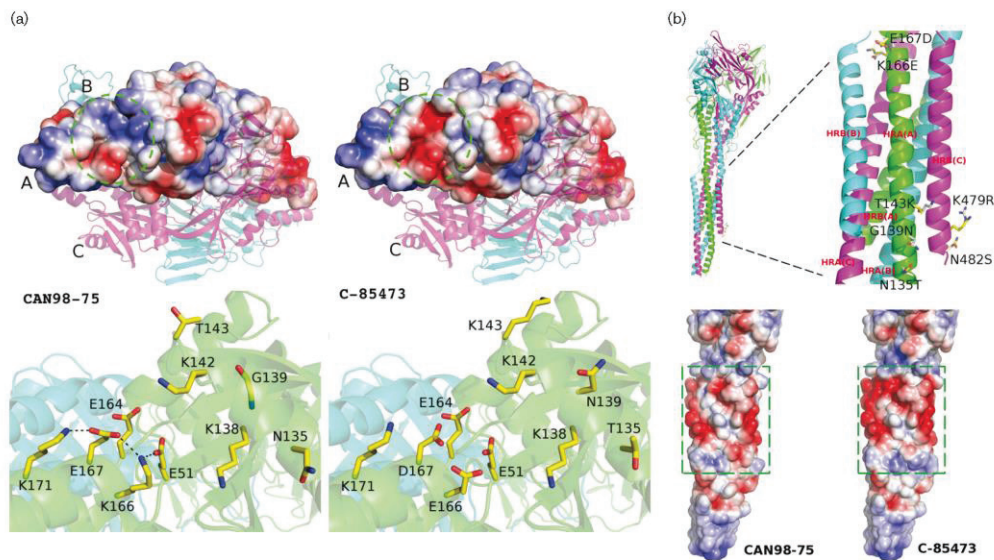 (a)
B
A
C
CAN98-75
B
A
C-85473
T143
K142
G139
E164
K138
N135
E167
E51
K171
K166
K143
K142
N139
E164
K138
T135
D167
E51
K171
E166
(b)
E167D
K166E
HRB(B)
HRA(A)
HRB(C)
T143K
K479R
HRB(A)
G139N
N482S
HRA(C)
HRA(B)
N135T
CAN98-75
C-85473